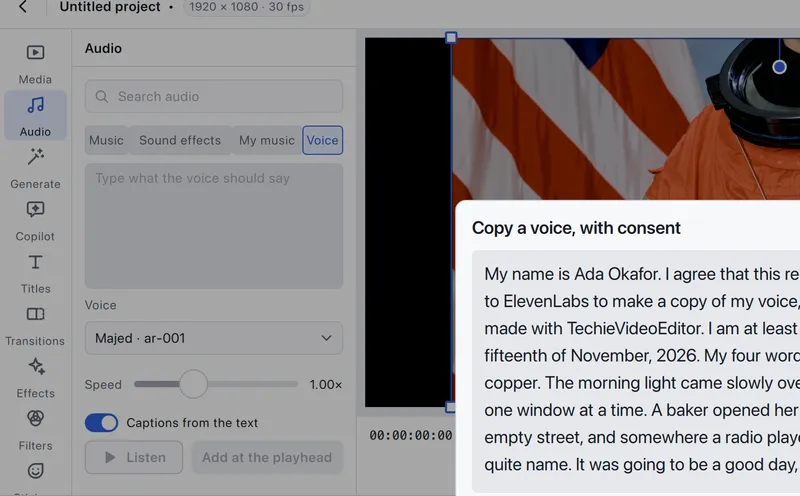 Untitled project • 1920 × 1080 · 30 fps
Media
Audio
Generate
Copilot
Titles
Transitions
Effects
Filters
Audio
Search audio
Music Sound effects My music Voice
Type what the voice should say
Voice
Majed · ar-001
Speed 1.00×
Captions from the text
Listen Add at the playhead
00:00:00:00
Copy a voice, with consent
My name is Ada Okafor. I agree that this re
to ElevenLabs to make a copy of my voice,
made with TechieVideoEditor. I am at least
fifteenth of November, 2026. My four word
copper. The morning light came slowly ove
one window at a time. A baker opened her
empty street, and somewhere a radio playe
quite name. It was going to be a good day,